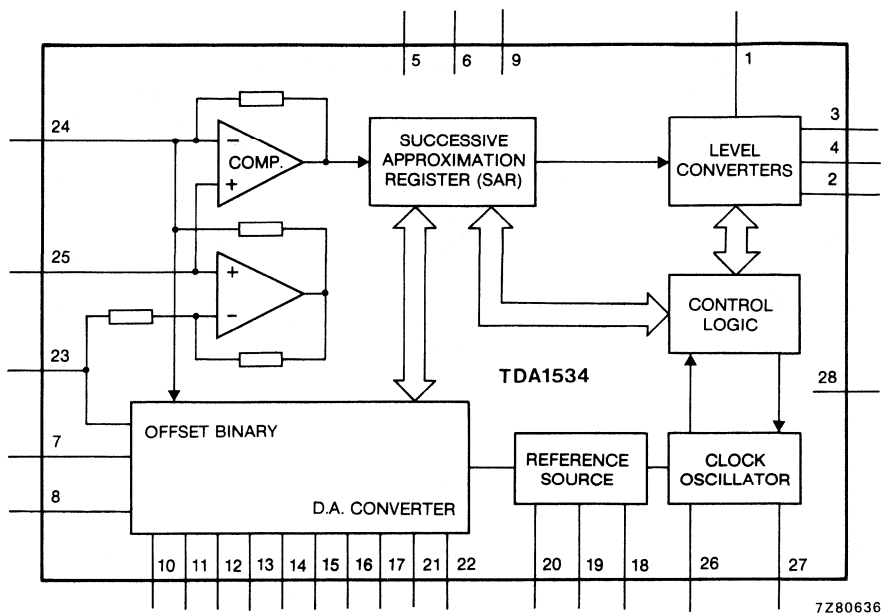 5 6 9 1
24
3
4
2
−
COMP.
+
SUCCESSIVE
APPROXIMATION
REGISTER (SAR)
LEVEL
CONVERTERS
25
+
−
CONTROL
LOGIC
23
TDA1534
28
OFFSET BINARY
7
8
D.A. CONVERTER
REFERENCE
SOURCE
CLOCK
OSCILLATOR
10 11 12 13 14 15 16 17 21 22 20 19 18 26 27
7Z80636